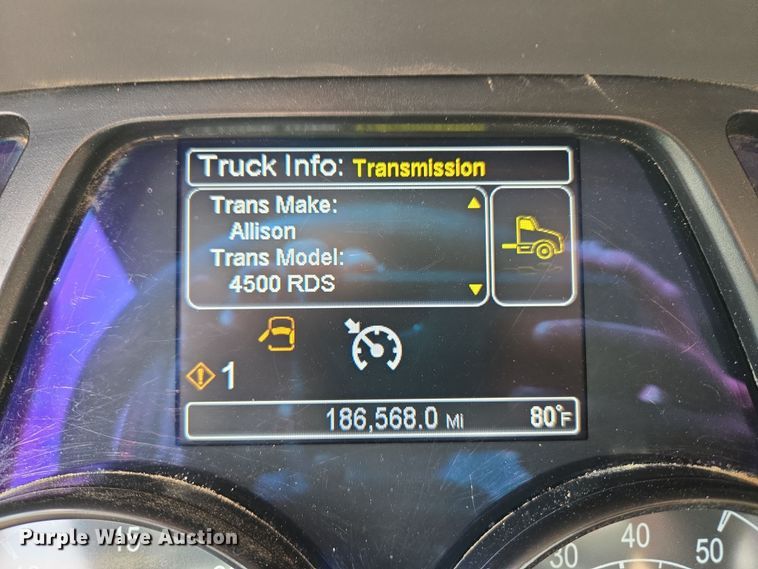 Truck Info: Transmission
Trans Make:
Allison
Trans Model:
4500 RDS
1
186,568.0 Mi 80°F
15
30 40 50
Purple Wave Auction